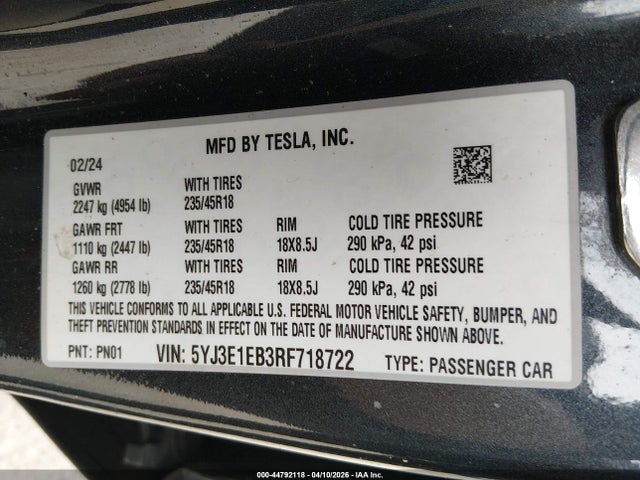 MFD BY TESLA, INC.
02/24
GVWR WITH TIRES
2247 kg (4954 lb) 235/45R18
GAWR FRT WITH TIRES RIM COLD TIRE PRESSURE
1110 kg (2447 lb) 235/45R18 18X8.5J 290 kPa, 42 psi
GAWR RR WITH TIRES RIM COLD TIRE PRESSURE
1260 kg (2778 lb) 235/45R18 18X8.5J 290 kPa, 42 psi
THIS VEHICLE CONFORMS TO ALL APPLICABLE U.S. FEDERAL MOTOR VEHICLE SAFETY, BUMPER, AND
THEFT PREVENTION STANDARDS IN EFFECT ON THE DATE OF MANUFACTURE SHOWN ABOVE.
PNT: PN01 VIN: 5YJ3E1EB3RF718722 TYPE: PASSENGER CAR
000-44792118 - 04/10/2026 - IAA Inc.